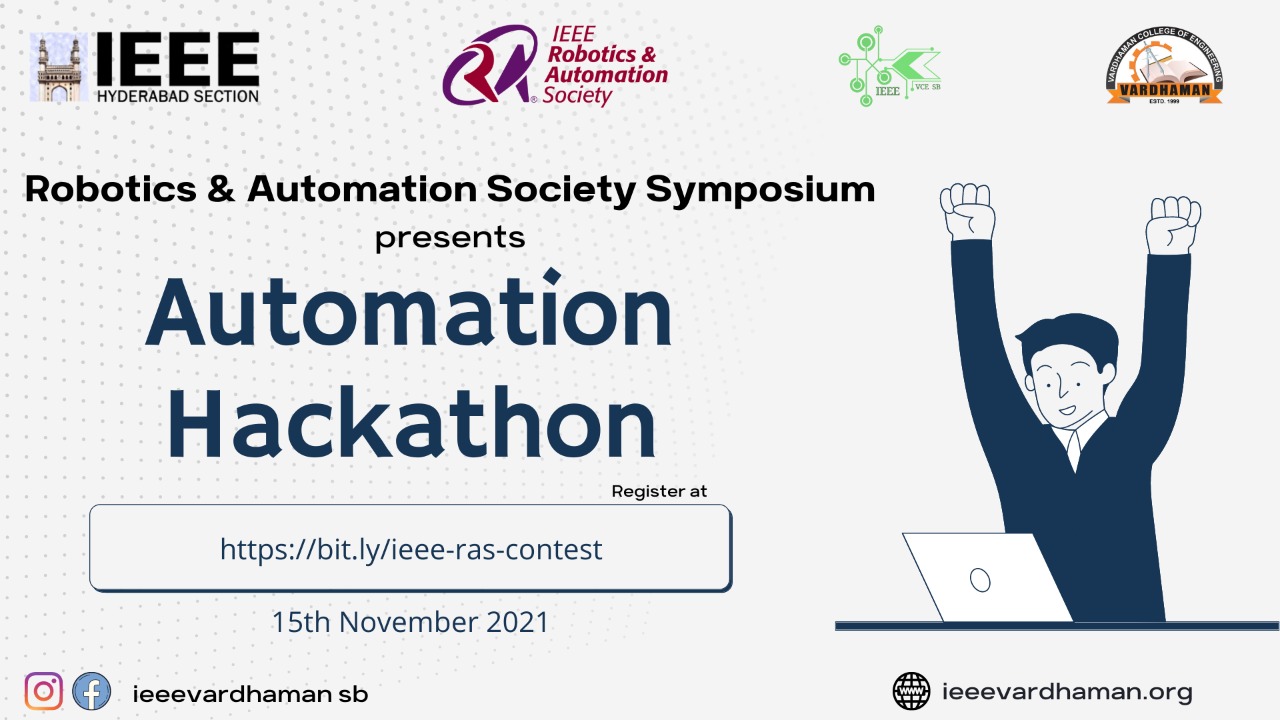 IEEE
HYDERABAD SECTION
IEEE
Robotics &
Automation
Society
®
IEEE
VCE SB
VARDHAMAN COLLEGE OF ENGINEERING
VARDHAMAN
ESTD. 1999
Robotics & Automation Society Symposium
presents
Automation
Hackathon
Register at
https://bit.ly/ieee-ras-contest
15th November 2021
ieeevardhaman sb
WWW
ieeevardhaman.org